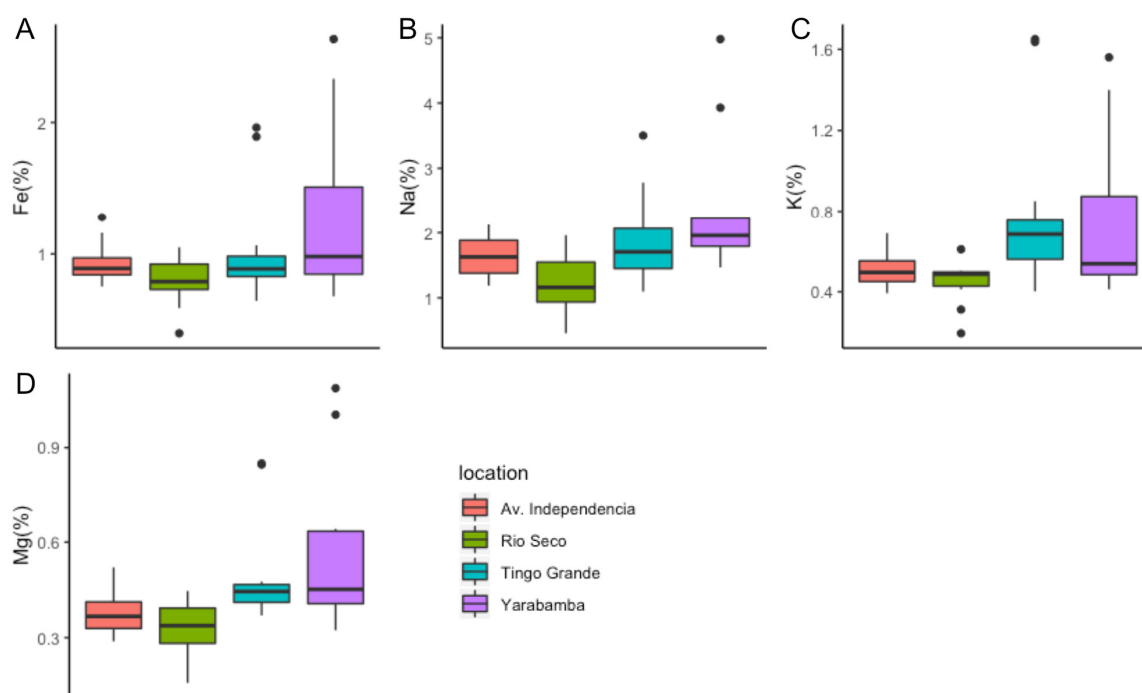 A
Fe(%)
2
1
B
Na(%)
5
4
3
2
1
C
K(%)
1.6
1.2
0.8
0.4
D
Mg(%)
0.9
0.6
0.3
location
Av. Independencia
Rio Seco
Tingo Grande
Yarabamba